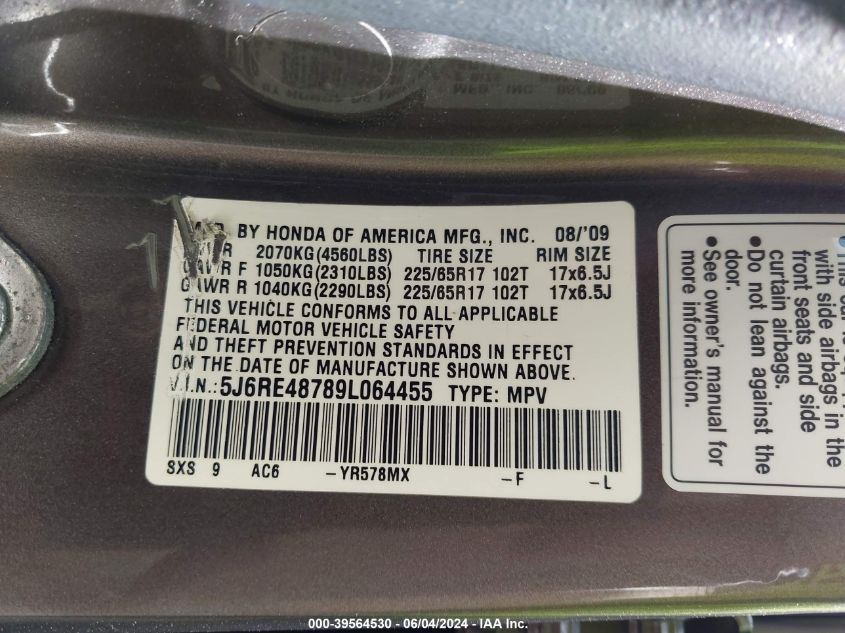 BY HONDA OF AMERICA MFG., INC. 08/'09
2070KG(4560LBS) TIRE SIZE RIM SIZE
GAWR F 1050KG(2310LBS) 225/65R17 102T 17x6.5J
GAWR R 1040KG(2290LBS) 225/65R17 102T 17x6.5J
THIS VEHICLE CONFORMS TO ALL APPLICABLE
FEDERAL MOTOR VEHICLE SAFETY
AND THEFT PREVENTION STANDARDS IN EFFECT
ON THE DATE OF MANUFACTURE SHOWN ABOVE.
V.I.N.:5J6RE48789L064455 TYPE: MPV
SXS 9 AC6 -YR578MX -F -L
with side airbags in the
front seats and side
curtain airbags.
●Do not lean against the
door.
●See owner's manual for
more information.
000-39564530 - 06/04/2024 - IAA Inc.